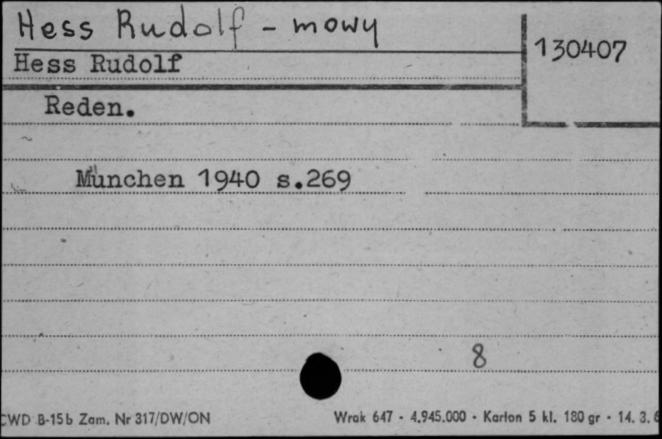 Hess Rudolf - mowy
130407
Hess Rudolf
Reden.
München 1940 s.269
8
CWD B-15b Zam. Nr 317/DW/ON
Wrak 647 · 4.945.000 · Karton 5 kl. 180 gr · 14. 3. 6